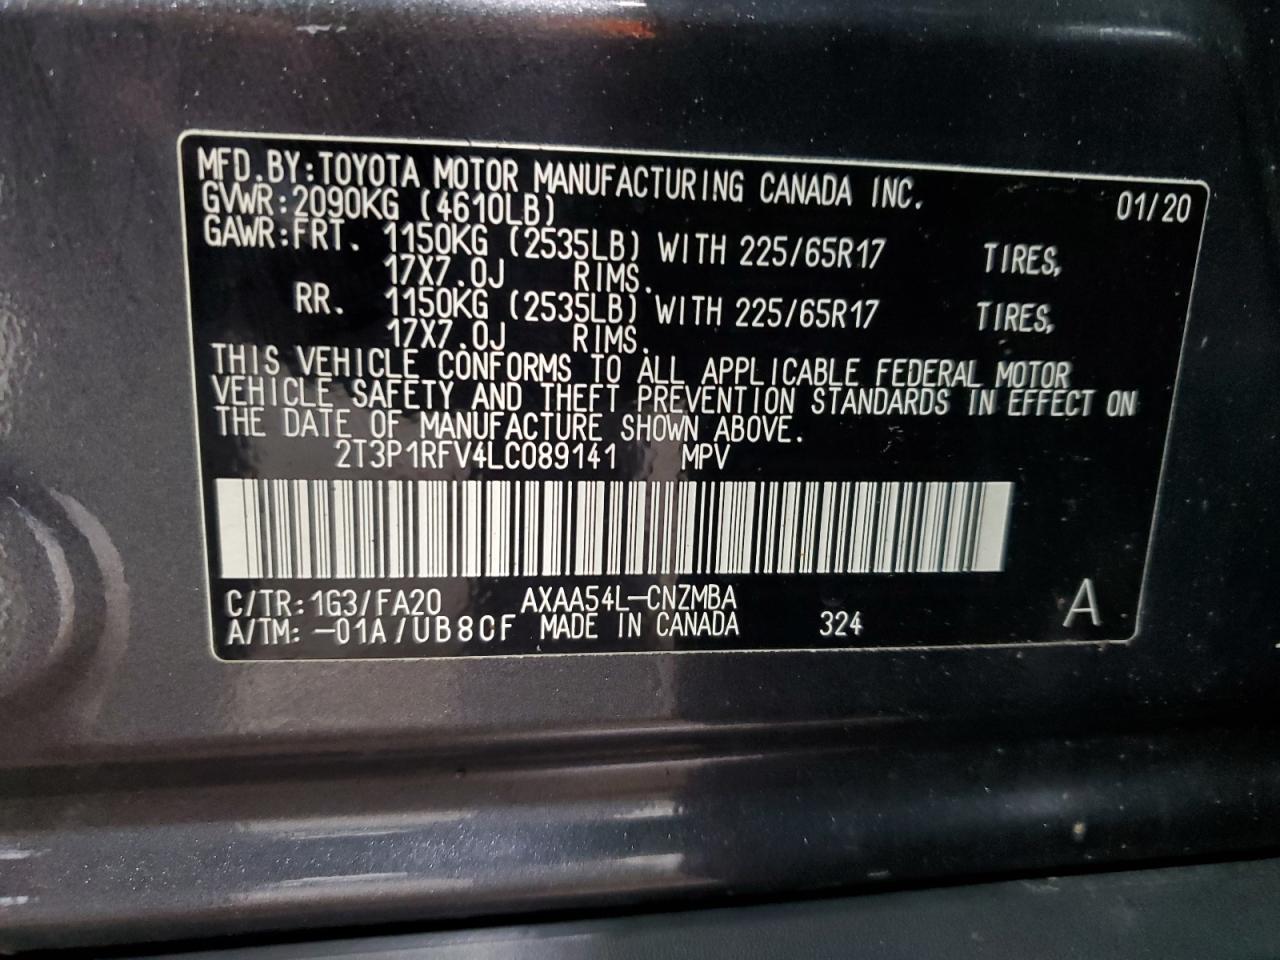 MFD.BY:TOYOTA MOTOR MANUFACTURING CANADA INC. 01/20
GVWR:2090KG (4610LB)
GAWR:FRT. 1150KG (2535LB) WITH 225/65R17 TIRES,
17X7.0J RIMS.
RR. 1150KG (2535LB) WITH 225/65R17 TIRES,
17X7.0J RIMS.
THIS VEHICLE CONFORMS TO ALL APPLICABLE FEDERAL MOTOR
VEHICLE SAFETY AND THEFT PREVENTION STANDARDS IN EFFECT ON
THE DATE OF MANUFACTURE SHOWN ABOVE.
2T3P1RFV4LC089141 MPV
C/TR:1G3/FA20 AXAA54L-CNZMBA
A/TM:-01A/UB80F MADE IN CANADA 324 A